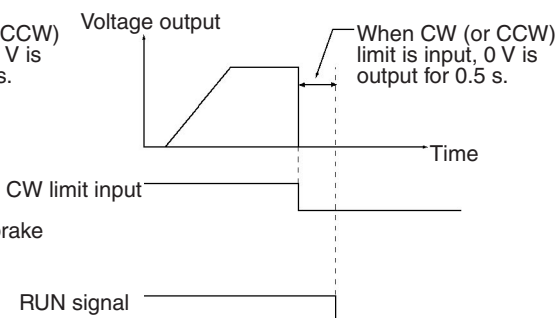 CCW)
V is
s.
Voltage output
When CW (or CCW)
limit is input, 0 V is
output for 0.5 s.
Time
CW limit input
rake
RUN signal